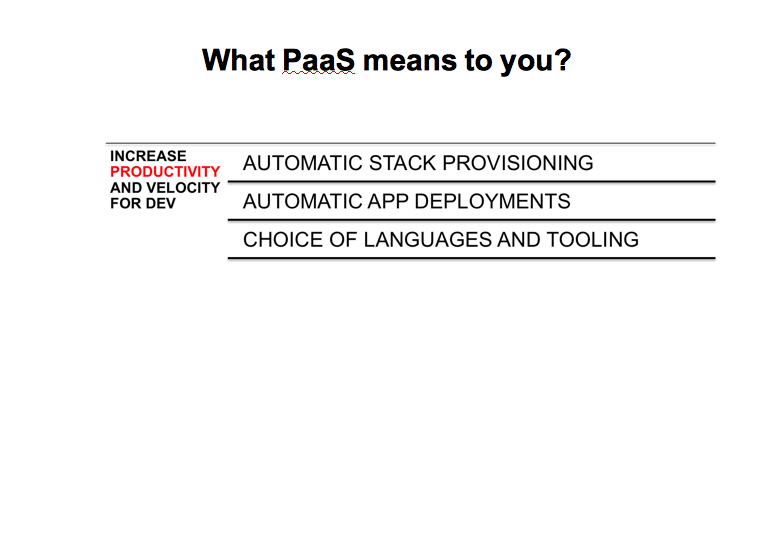 What PaaS means to you?
INCREASE
PRODUCTIVITY
AND VELOCITY
FOR DEV
AUTOMATIC STACK PROVISIONING
AUTOMATIC APP DEPLOYMENTS
CHOICE OF LANGUAGES AND TOOLING